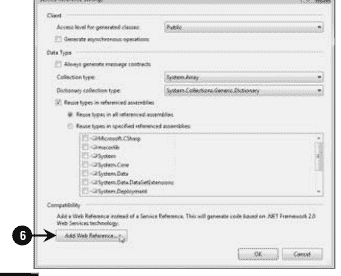 Service Reference Settings
Client
Access level for generated classes: Public
Generate asynchronous operations
Data Type
Always generate message contracts
Collection type: System.Array
Dictionary collection type: System.Collections.Generic.Dictionary
Reuse types in referenced assemblies
Reuse types in all referenced assemblies
Reuse types in specified referenced assemblies:
Microsoft.CSharp
mscorlib
System
System.Core
System.Data
System.Data.DataSetExtensions
System.Deployment
Compatibility
Add a Web Reference instead of a Service Reference. This will generate code based on .NET Framework 2.0
Web Services technology.
6
Add Web Reference...
OK Cancel